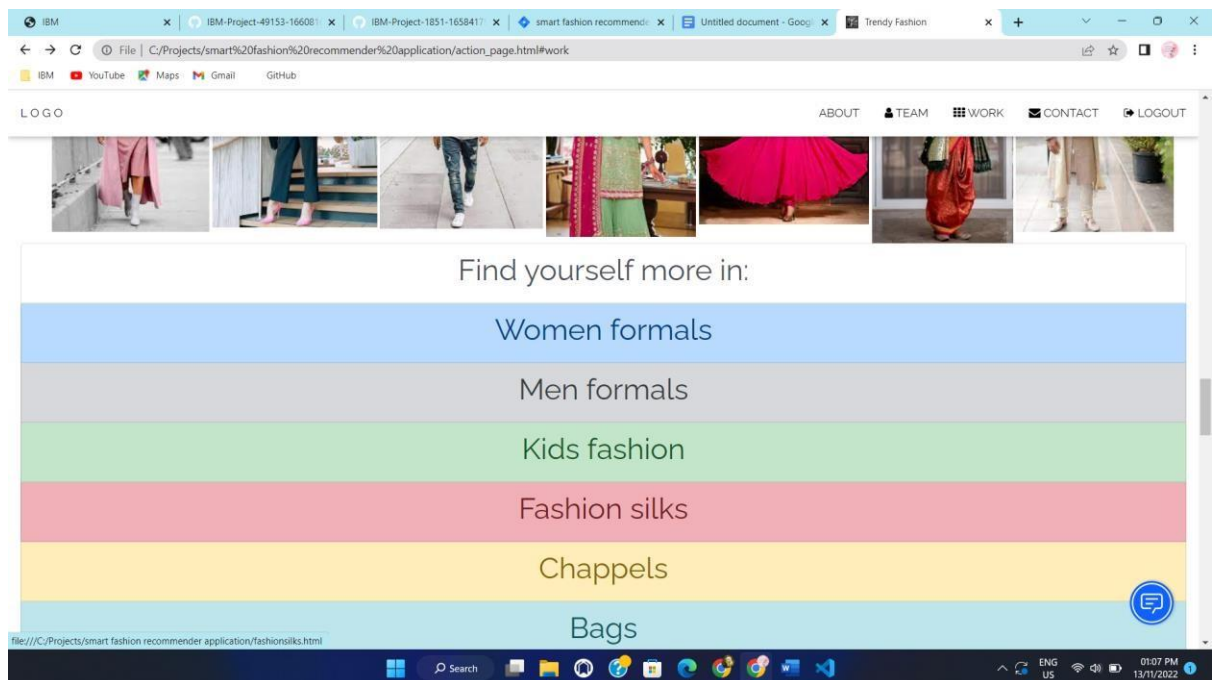 IBM
IBM-Project-49153-166081
IBM-Project-1851-1658417
smart fashion recommende
Untitled document - Googl
Trendy Fashion
File | C:/Projects/smart%20fashion%20recommender%20application/action_page.html#work
IBM YouTube Maps Gmail GitHub
LOGO
ABOUT TEAM WORK CONTACT LOGOUT
Find yourself more in:
Women formals
Men formals
Kids fashion
Fashion silks
Chappels
Bags
file:///C:/Projects/smart fashion recommender application/fashionsilks.html
Search
ENG
US
01:07 PM
13/11/2022
1